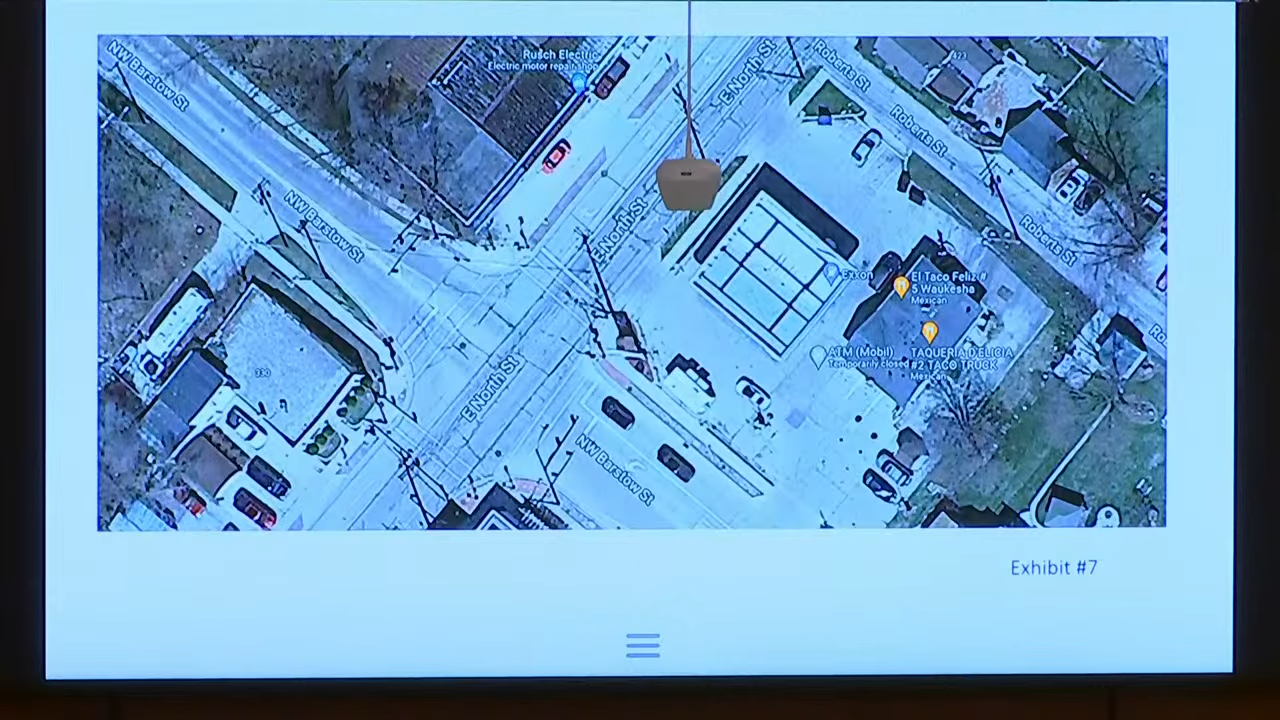 NW Barstow St
Rusch Electric
Electric motor repair shop
E North St
Roberts St
Roberts St
NW Barstow St
E North St
Roberts St
Exxon
El Taco Feliz #
5 Waukesha
Mexican
ATM (Mobil)
Temporarily closed
TAQUERIA D'ELICIA
#2 TACO TRUCK
Mexican
330
E North St
NW Barstow St
Exhibit #7